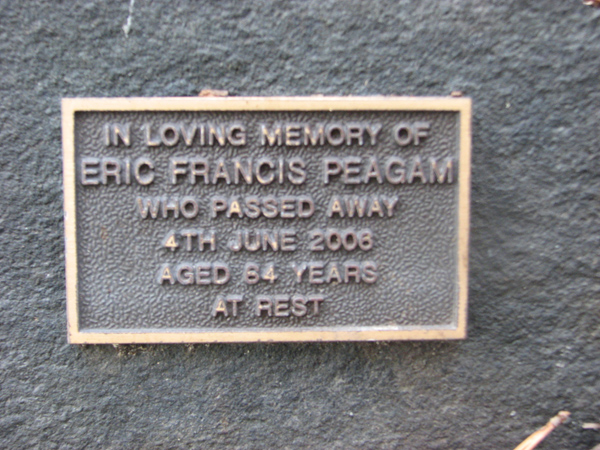 IN LOVING MEMORY OF
ERIC FRANCIS PEAGAM
WHO PASSED AWAY
4TH JUNE 2006
AGED 64 YEARS
AT REST